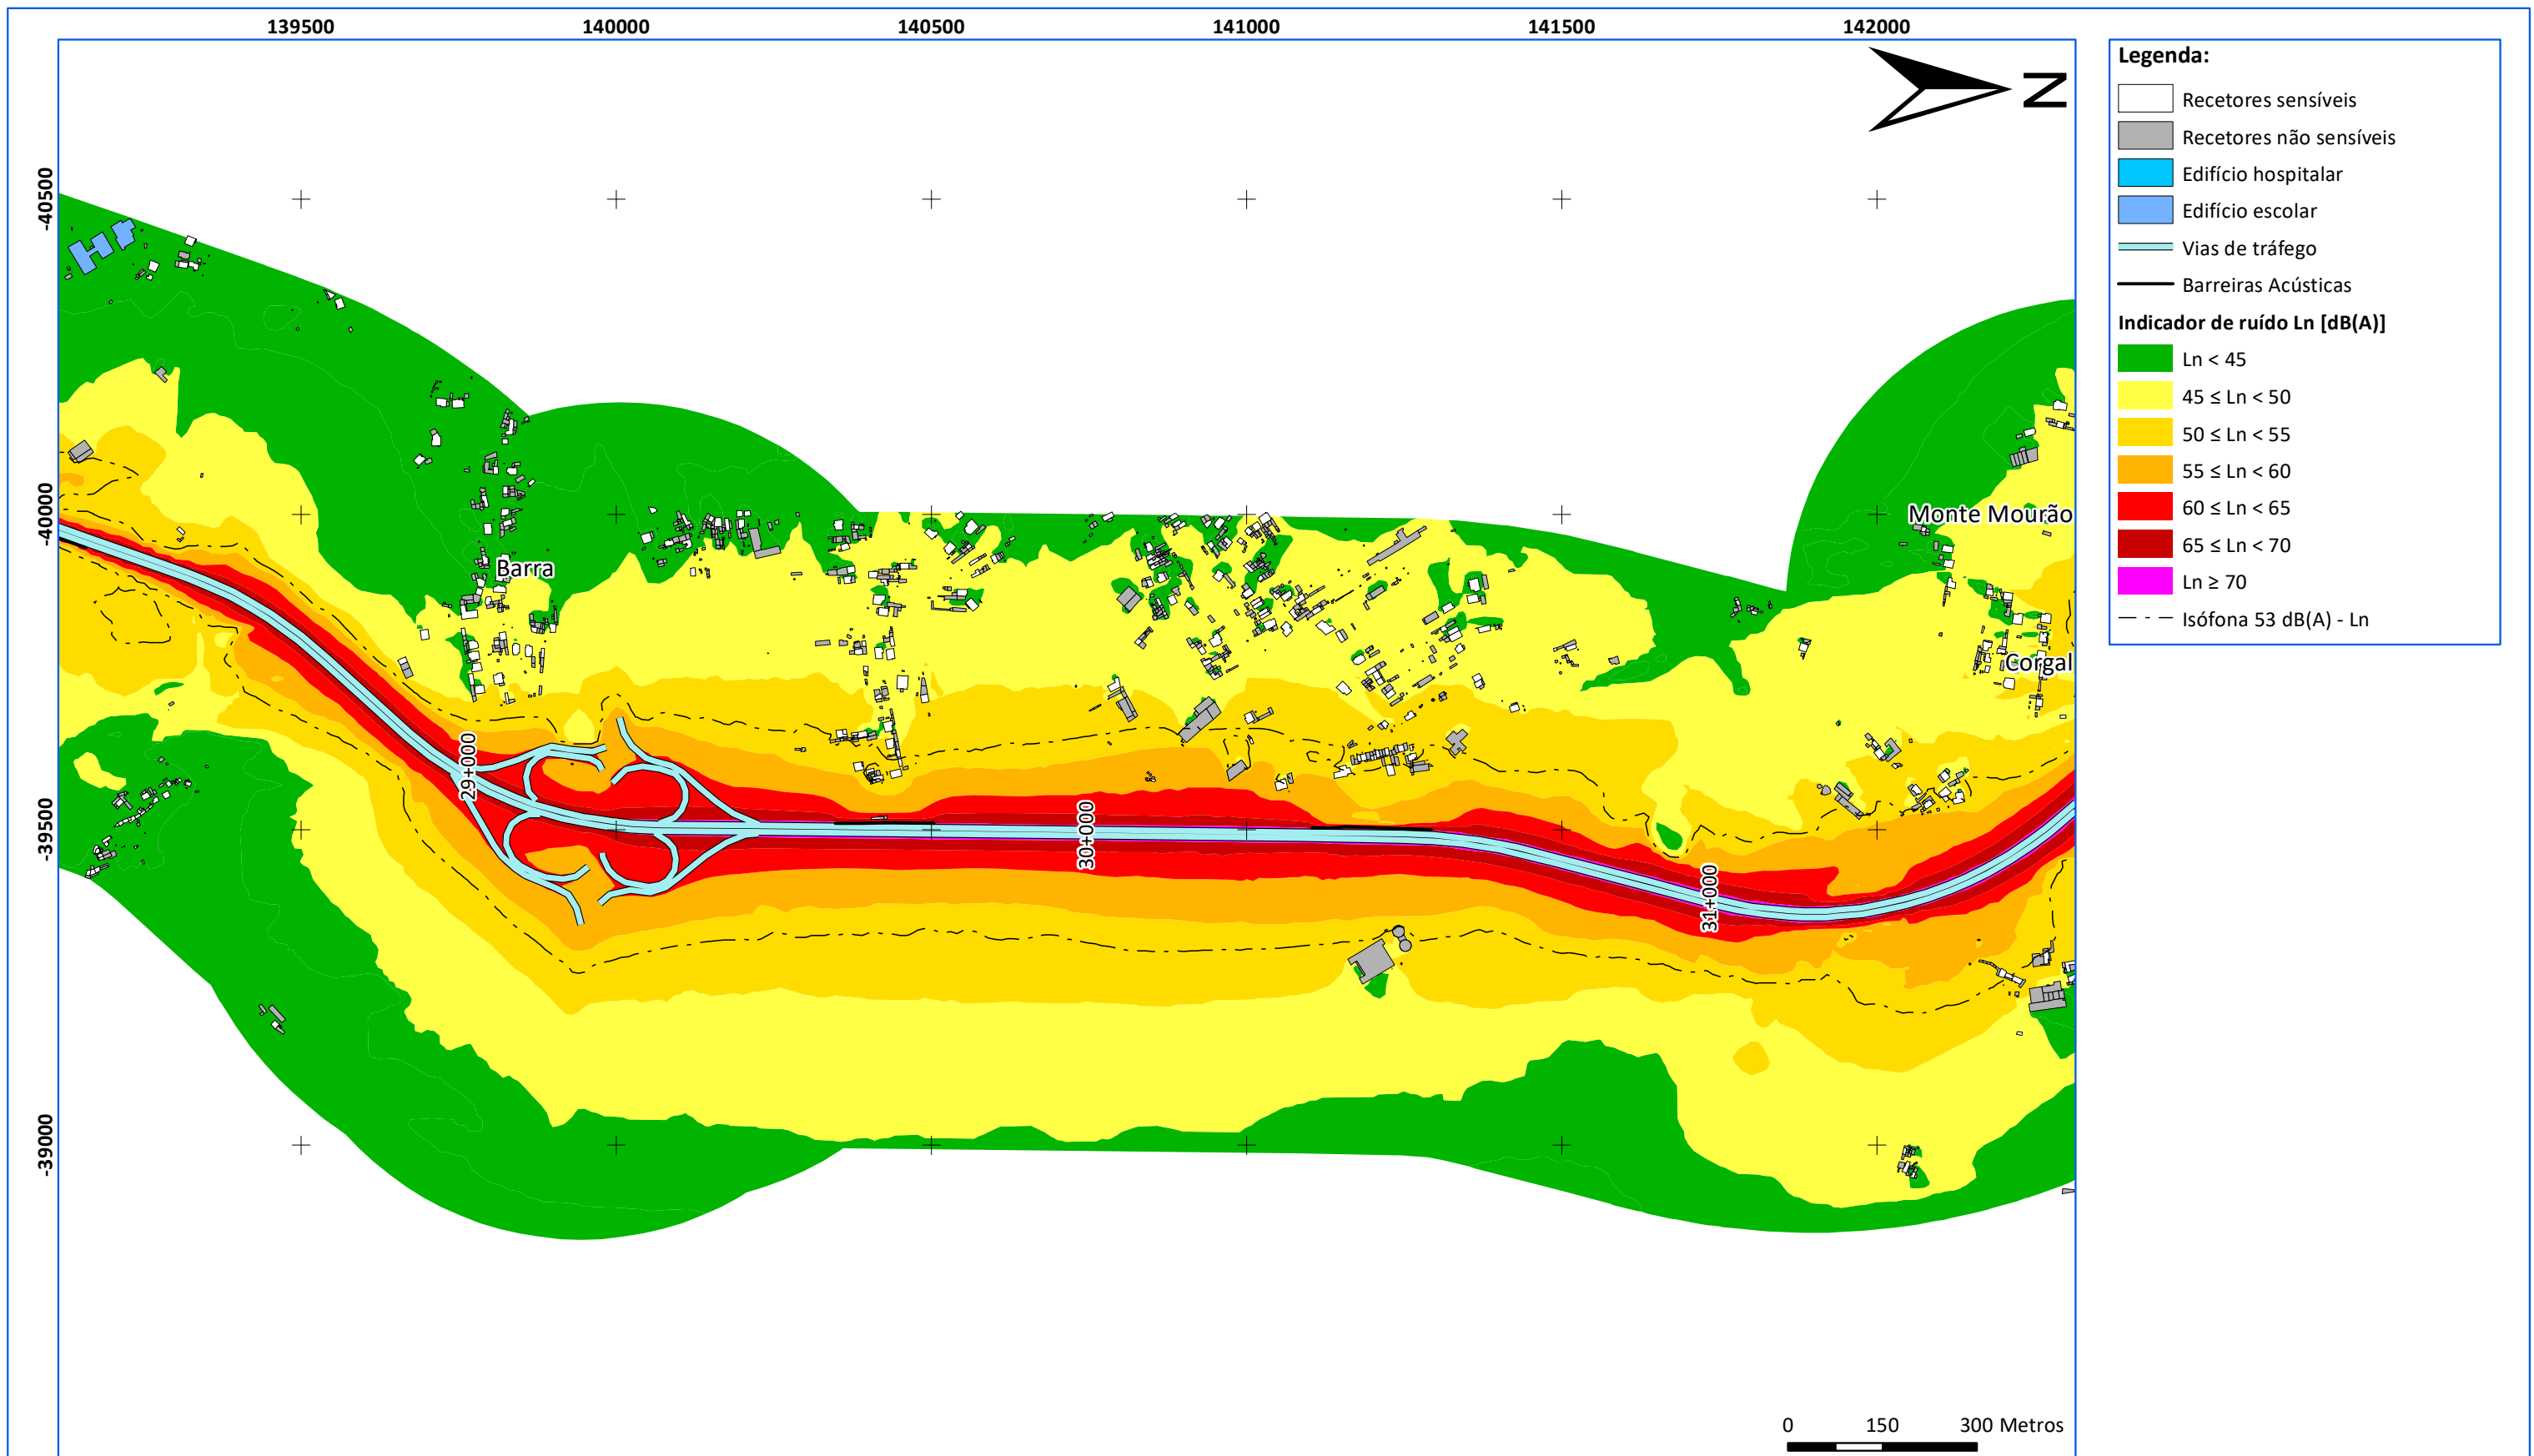 139500
140000
140500
141000
141500
142000
N
-40500
-40000
-39500
-39000
Barra
Monte Mourão
Corgal
29+000
30+000
31+000
0 150 300 Metros
Legenda:
Recetores sensíveis
Recetores não sensíveis
Edifício hospitalar
Edifício escolar
Vias de tráfego
Barreiras Acústicas
Indicador de ruído Ln [dB(A)]
Ln < 45
45 ≤ Ln < 50
50 ≤ Ln < 55
55 ≤ Ln < 60
60 ≤ Ln < 65
65 ≤ Ln < 70
Ln ≥ 70
Isófona 53 dB(A) - Ln